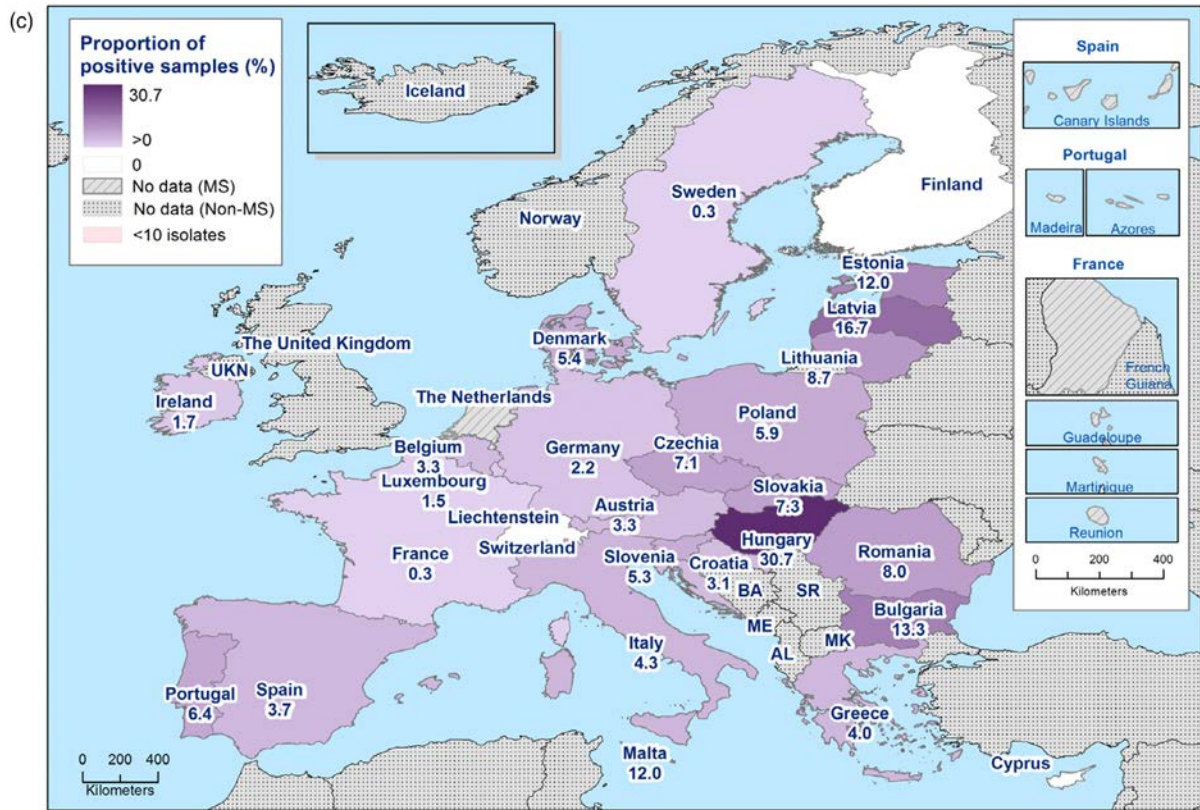 (c)
Proportion of
positive samples (%)
30.7
>0
0
No data (MS)
No data (Non-MS)
<10 isolates
Iceland
Spain
Canary Islands
Portugal
Madeira
Azores
France
French
Guiana
Guadeloupe
Martinique
Reunion
0 200 400
Kilometers
Finland
Sweden
0.3
Norway
Estonia
12.0
Latvia
16.7
Lithuania
8.7
Denmark
5.4
The United Kingdom
UKN
Ireland
1.7
The Netherlands
Belgium
3.3
Luxembourg
1.5
Germany
2.2
Poland
5.9
Czechia
7.1
Slovakia
7.3
Austria
3.3
Liechtenstein
Switzerland
France
0.3
Slovenia
5.3
Croatia
3.1
Hungary
30.7
Romania
8.0
BA
SR
Bulgaria
13.3
ME
MK
AL
Italy
4.3
Portugal
6.4
Spain
3.7
Greece
4.0
Malta
12.0
Cyprus
0 200 400
Kilometers